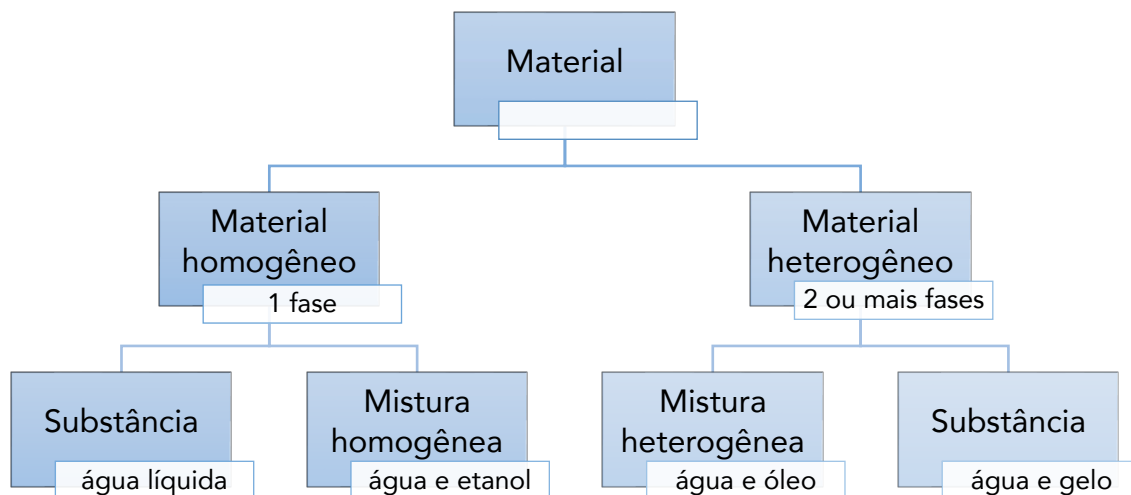 Material
Material
homogêneo
1 fase
Material
heterogêneo
2 ou mais fases
Substância
água líquida
Mistura
homogênea
água e etanol
Mistura
heterogênea
água e óleo
Substância
água e gelo